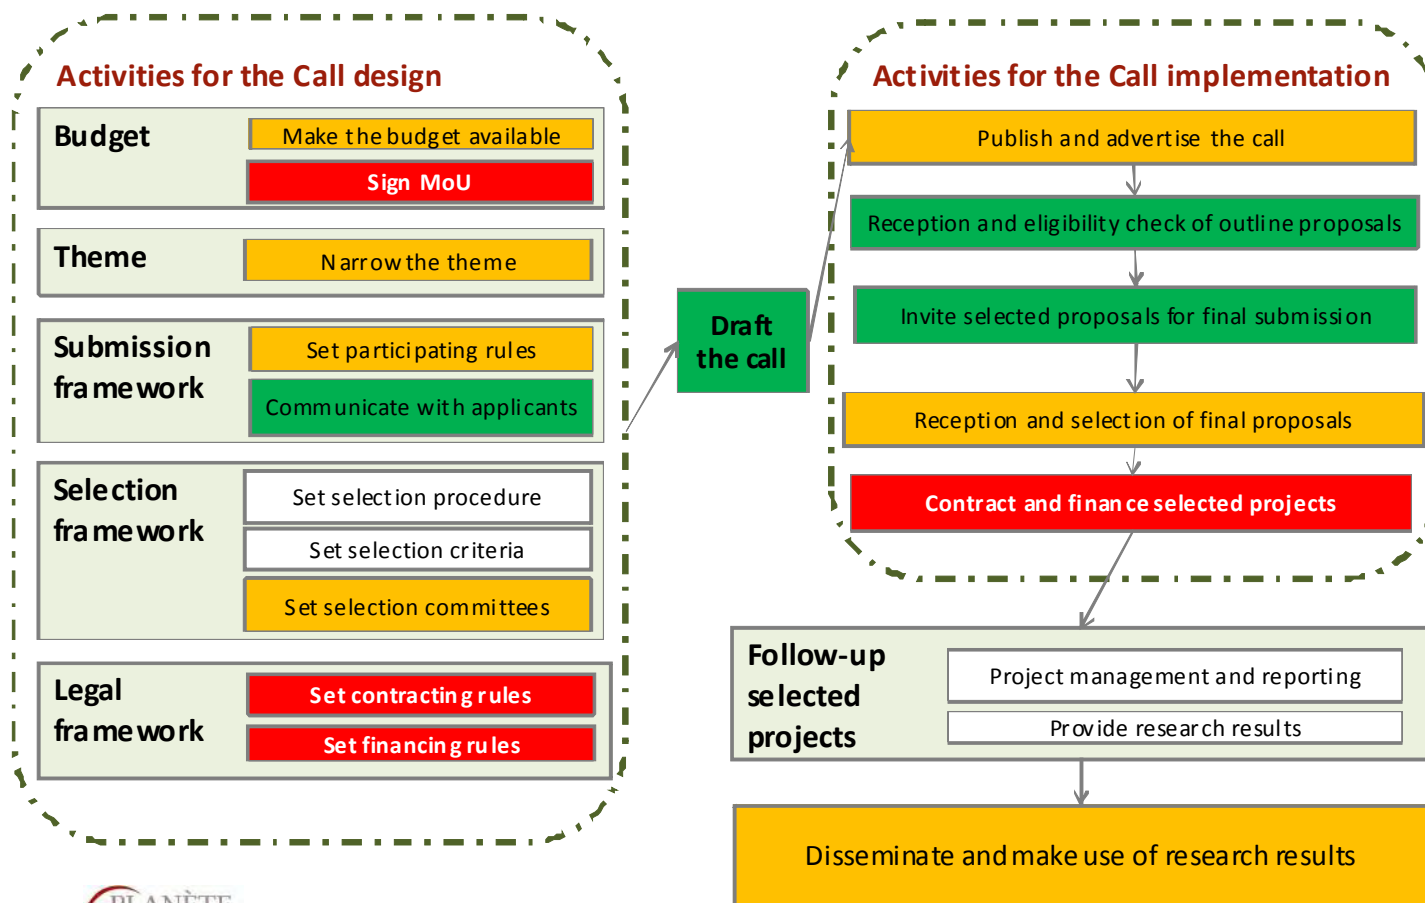 Activities for the Call design
Budget
Make the budget available
Sign MoU
Theme
Narrow the theme
Submission
framework
Set participating rules
Communicate with applicants
Selection
framework
Set selection procedure
Set selection criteria
Set selection committees
Legal
framework
Set contracting rules
Set financing rules
Draft
the call
Activities for the Call implementation
Publish and advertise the call
Reception and eligibility check of outline proposals
Invite selected proposals for final submission
Reception and selection of final proposals
Contract and finance selected projects
Follow-up
selected
projects
Project management and reporting
Provide research results
Disseminate and make use of research results
PLANÈTE